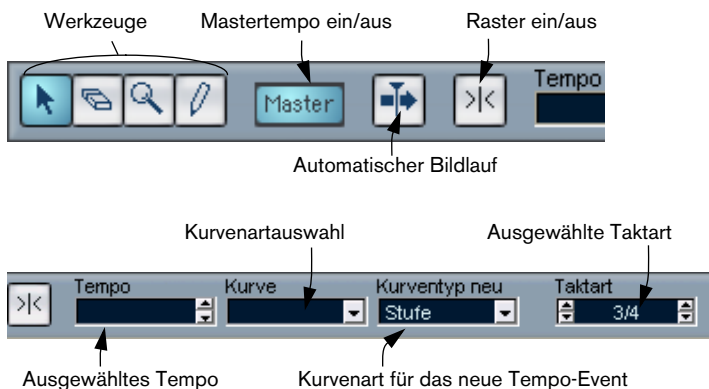 Werkzeuge Mastertempo ein/aus Raster ein/aus
Master Tempo
Automatischer Bildlauf
Kurvenartauswahl Ausgewählte Taktart
Tempo Kurve Kurventyp neu Taktart
Stufe 3/4
Ausgewähltes Tempo Kurvenart für das neue Tempo-Event